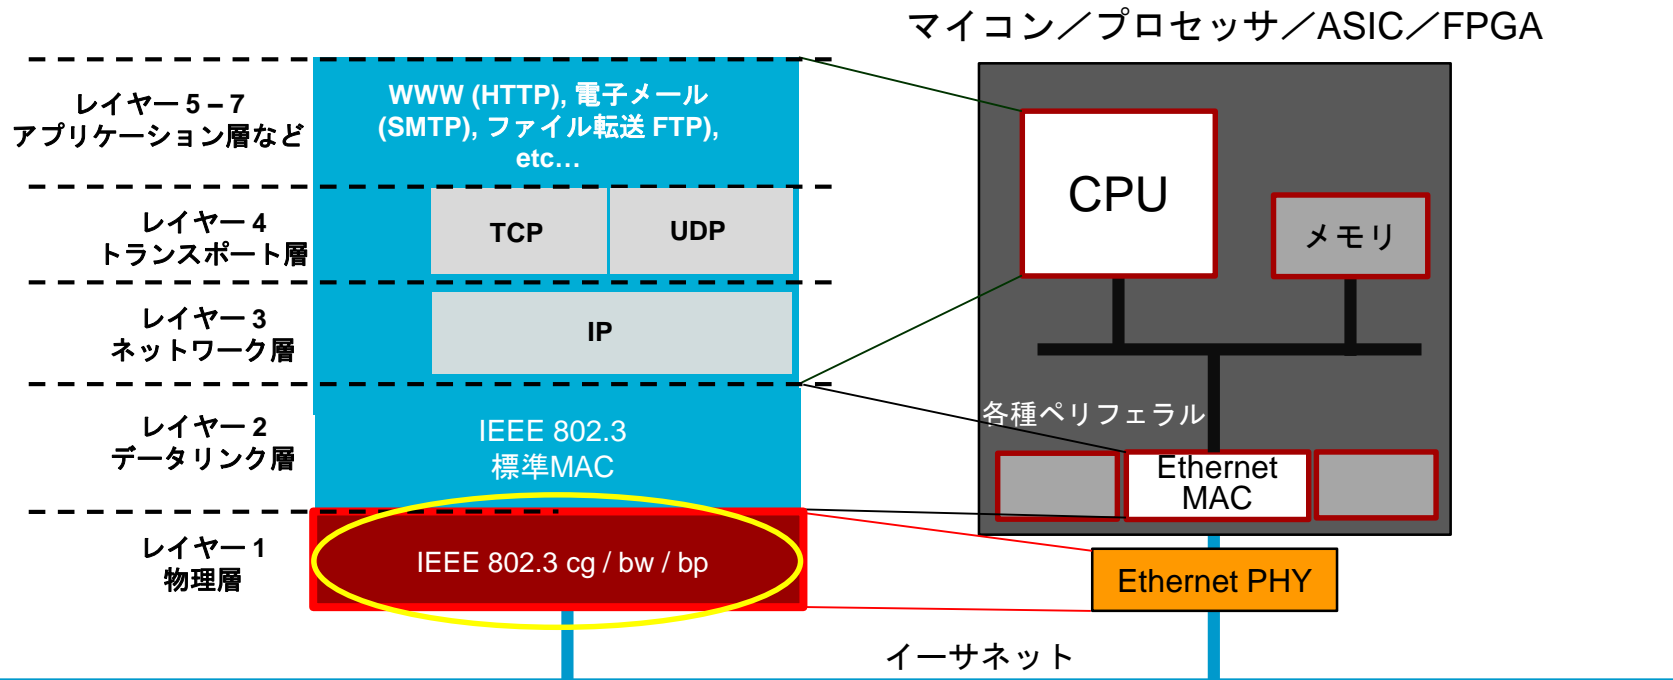 マイコン／プロセッサ／ASIC／FPGA
レイヤー 5 – 7
アプリケーション層など
WWW (HTTP), 電子メール
(SMTP), ファイル転送 FTP),
etc…
レイヤー 4
トランスポート層
TCP
UDP
レイヤー 3
ネットワーク層
IP
レイヤー 2
データリンク層
IEEE 802.3
標準MAC
レイヤー 1
物理層
IEEE 802.3 cg / bw / bp
CPU
メモリ
各種ペリフェラル
Ethernet
MAC
Ethernet PHY
イーサネット